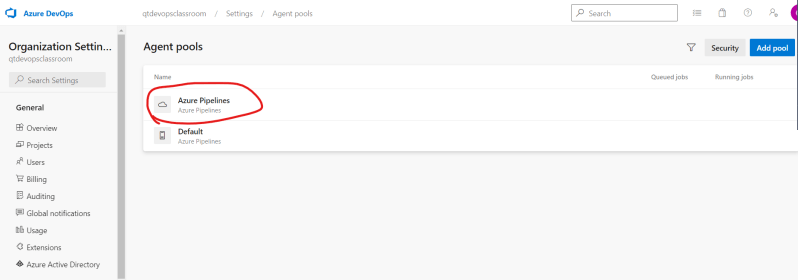 Azure DevOps
qtdevopsclassroom / Settings / Agent pools
Search
Organization Settin...
qtdevopsclassroom
Search Settings
General
Overview
Projects
Users
Billing
Auditing
Global notifications
Usage
Extensions
Azure Active Directory
Agent pools
Security
Add pool
Name Queued jobs Running jobs
Azure Pipelines
Azure Pipelines
Default
Azure Pipelines